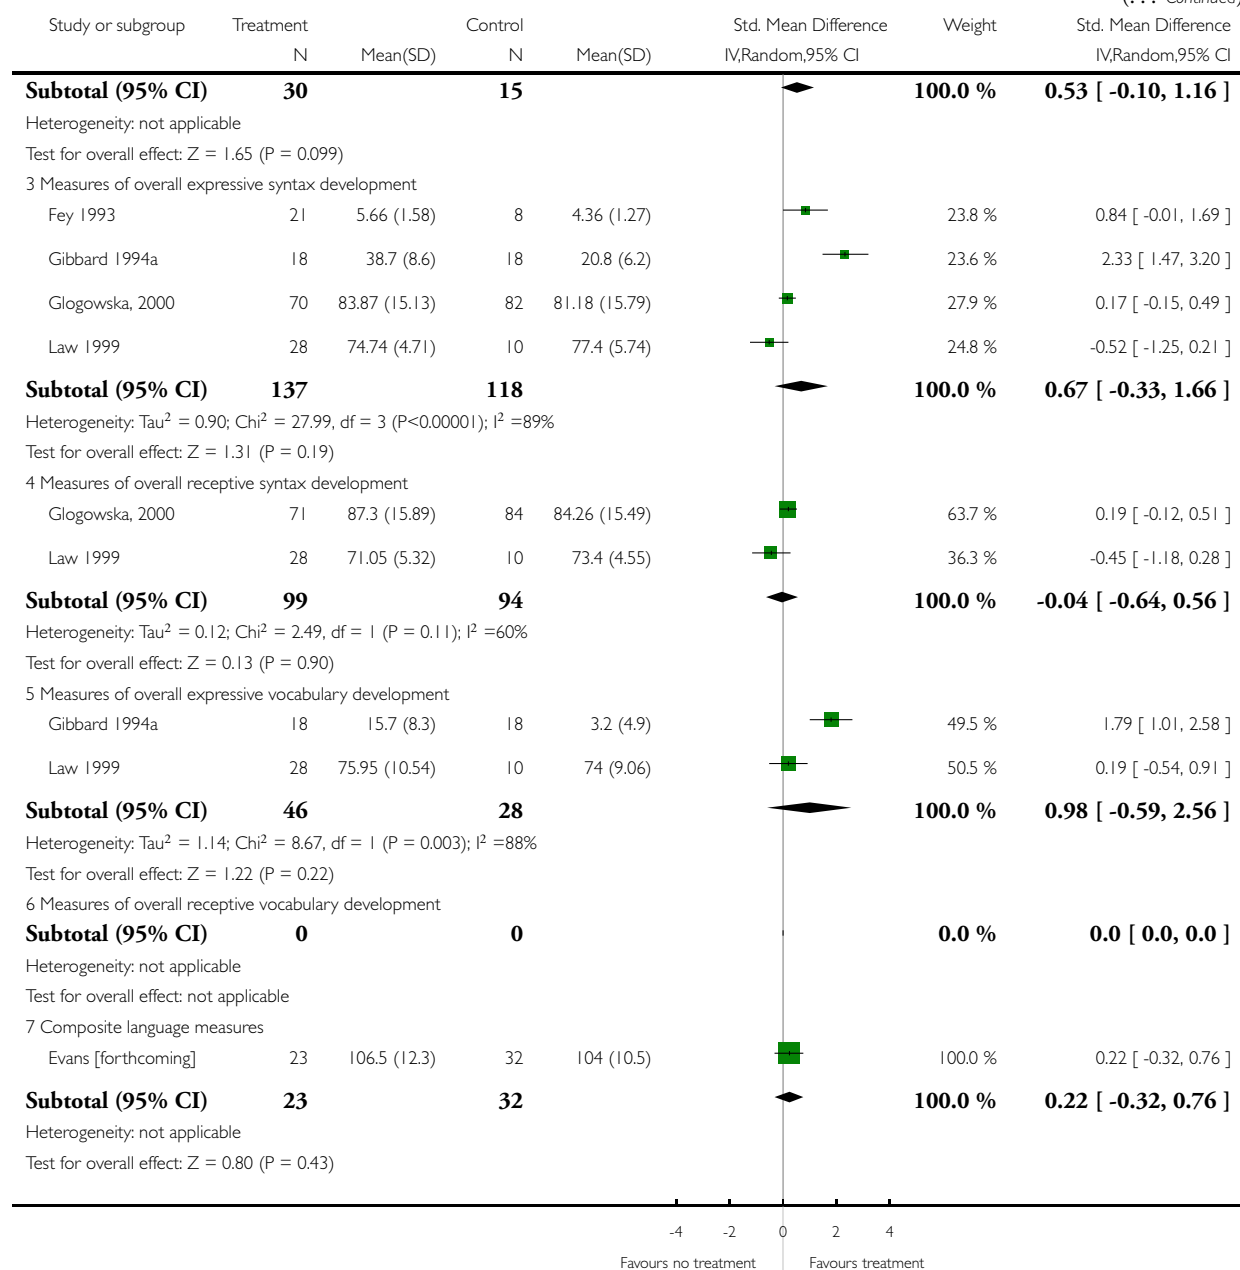 (. . . Continued)
Study or subgroup Treatment Control Std. Mean Difference Weight Std. Mean Difference
N Mean(SD) N Mean(SD) IV,Random,95% CI IV,Random,95% CI
Subtotal (95% CI) 30 15 100.0 % 0.53 [ -0.10, 1.16 ]
Heterogeneity: not applicable
Test for overall effect: Z = 1.65 (P = 0.099)
3 Measures of overall expressive syntax development
Fey 1993 21 5.66 (1.58) 8 4.36 (1.27) 23.8 % 0.84 [ -0.01, 1.69 ]
Gibbard 1994a 18 38.7 (8.6) 18 20.8 (6.2) 23.6 % 2.33 [ 1.47, 3.20 ]
Glogowska, 2000 70 83.87 (15.13) 82 81.18 (15.79) 27.9 % 0.17 [ -0.15, 0.49 ]
Law 1999 28 74.74 (4.71) 10 77.4 (5.74) 24.8 % -0.52 [ -1.25, 0.21 ]
Subtotal (95% CI) 137 118 100.0 % 0.67 [ -0.33, 1.66 ]
Heterogeneity: Tau² = 0.90; Chi² = 27.99, df = 3 (P<0.00001); I² =89%
Test for overall effect: Z = 1.31 (P = 0.19)
4 Measures of overall receptive syntax development
Glogowska, 2000 71 87.3 (15.89) 84 84.26 (15.49) 63.7 % 0.19 [ -0.12, 0.51 ]
Law 1999 28 71.05 (5.32) 10 73.4 (4.55) 36.3 % -0.45 [ -1.18, 0.28 ]
Subtotal (95% CI) 99 94 100.0 % -0.04 [ -0.64, 0.56 ]
Heterogeneity: Tau² = 0.12; Chi² = 2.49, df = 1 (P = 0.11); I² =60%
Test for overall effect: Z = 0.13 (P = 0.90)
5 Measures of overall expressive vocabulary development
Gibbard 1994a 18 15.7 (8.3) 18 3.2 (4.9) 49.5 % 1.79 [ 1.01, 2.58 ]
Law 1999 28 75.95 (10.54) 10 74 (9.06) 50.5 % 0.19 [ -0.54, 0.91 ]
Subtotal (95% CI) 46 28 100.0 % 0.98 [ -0.59, 2.56 ]
Heterogeneity: Tau² = 1.14; Chi² = 8.67, df = 1 (P = 0.003); I² =88%
Test for overall effect: Z = 1.22 (P = 0.22)
6 Measures of overall receptive vocabulary development
Subtotal (95% CI) 0 0 0.0 % 0.0 [ 0.0, 0.0 ]
Heterogeneity: not applicable
Test for overall effect: not applicable
7 Composite language measures
Evans [forthcoming] 23 106.5 (12.3) 32 104 (10.5) 100.0 % 0.22 [ -0.32, 0.76 ]
Subtotal (95% CI) 23 32 100.0 % 0.22 [ -0.32, 0.76 ]
Heterogeneity: not applicable
Test for overall effect: Z = 0.80 (P = 0.43)
-4 -2 0 2 4
Favours no treatment Favours treatment